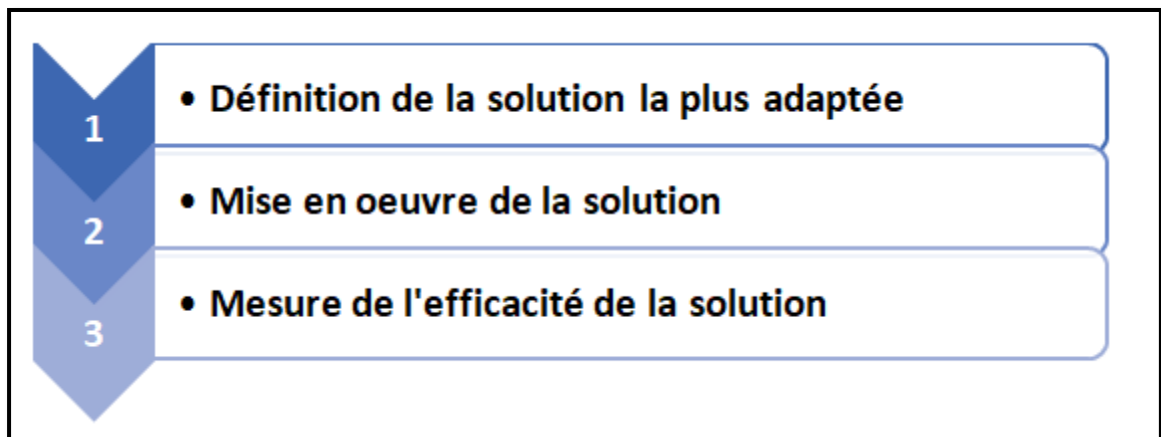 1
• Définition de la solution la plus adaptée
2
• Mise en oeuvre de la solution
3
• Mesure de l'efficacité de la solution